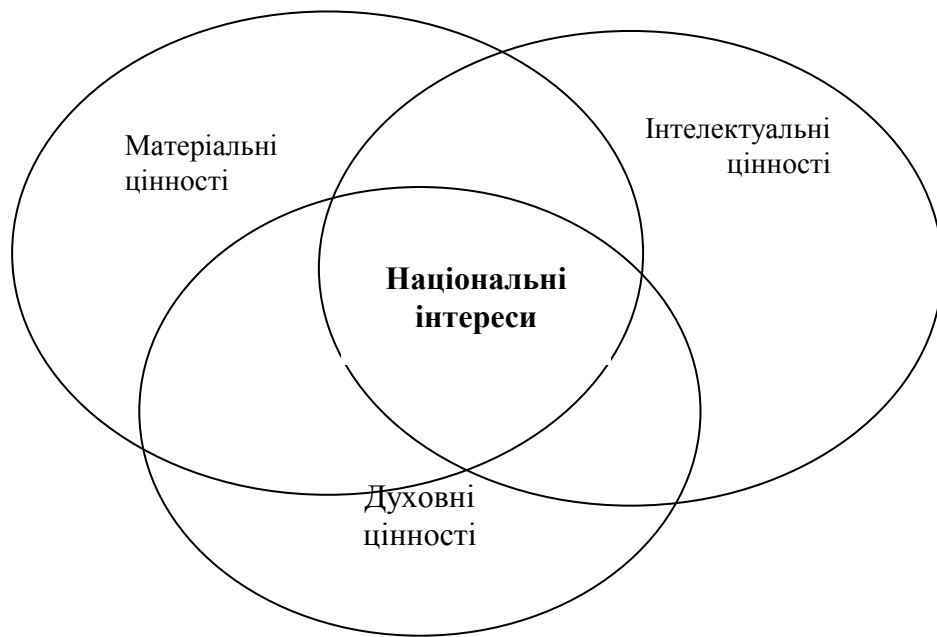 Матеріальні
цінності
Інтелектуальні
цінності
Національні
інтереси
Духовні
цінності